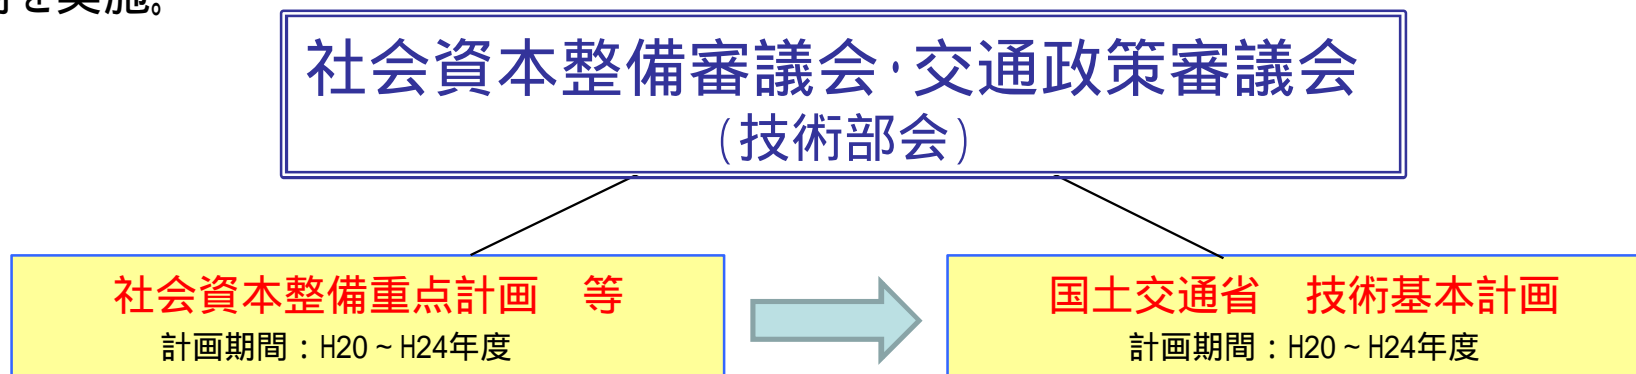 を実施。
社会資本整備審議会・交通政策審議会
(技術部会)
社会資本整備重点計画　等
計画期間：H20～H24年度
国土交通省　技術基本計画
計画期間：H20～H24年度